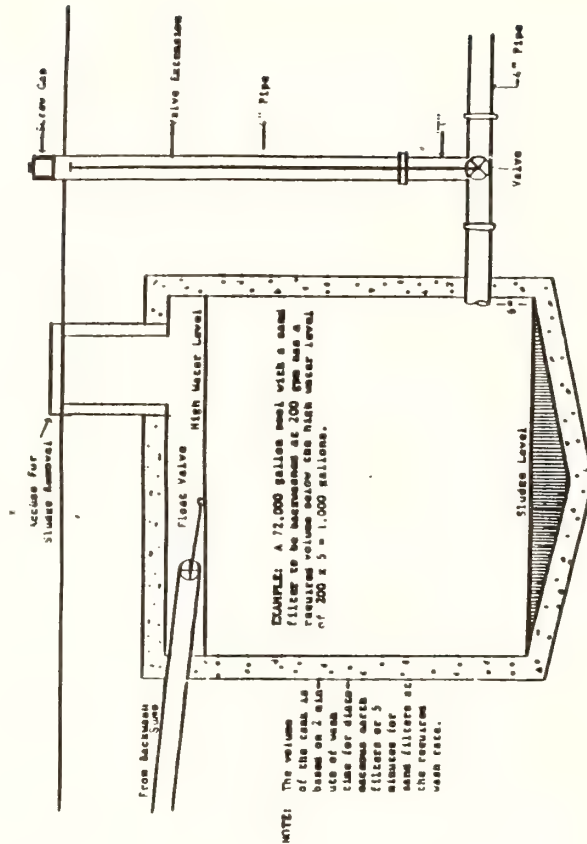 Access for
Sludge Removal
Screw Cap
Valve Extension
4" Pipe
"T"
4" Pipe
Valve
From Backwash
Sump
Float Valve
High Water Level
EXAMPLE: A 72,000 gallon pool with a sand
filter to be backwashed at 200 gpm has a
required volume below the high water level
of 200 x 5 = 1,000 gallons.
6"
Sludge Level
NOTE: The volume
of the tank is
based on 2 min-
ute of wash
time for diato-
maceous earth
filters or 5
minutes for
sand filters at
the required
wash rate.